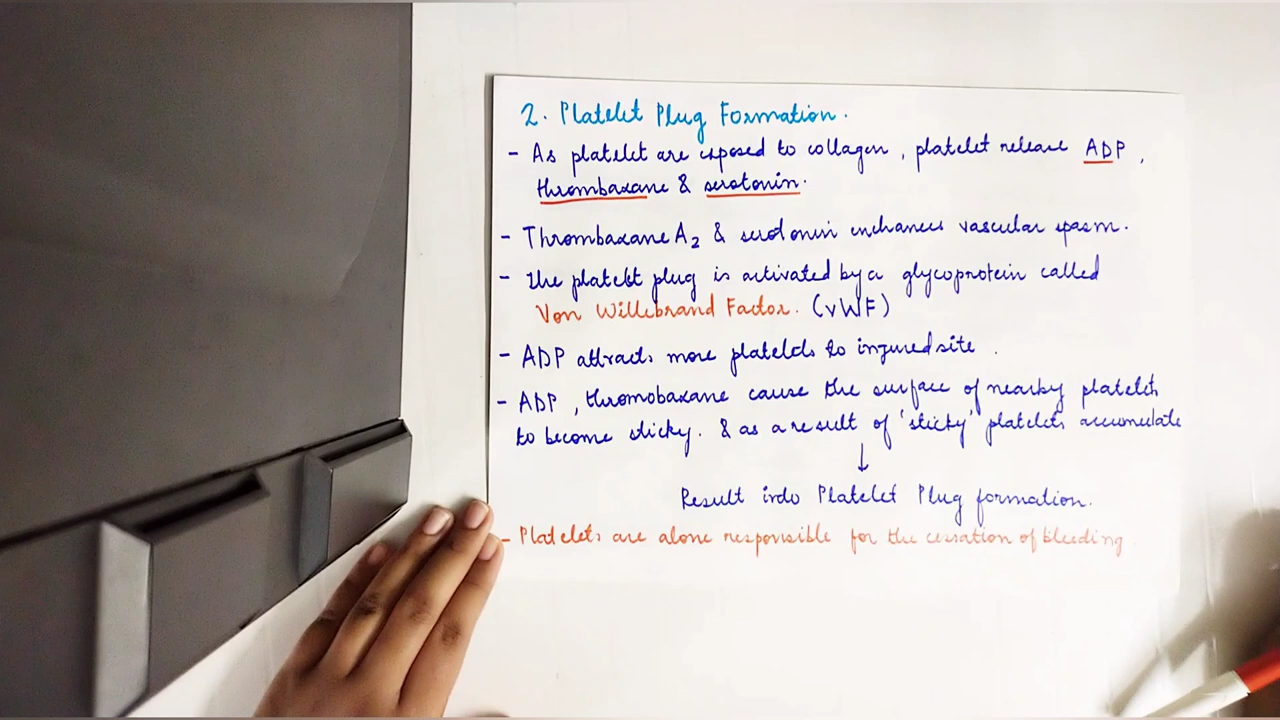 2. Platelet Plug Formation.
- As platelet are exposed to collagen, platelet release ADP,
thrombaxane & serotonin.
- Thrombaxane A2 & serotonin enchances vascular spasm.
- The platelet plug is activated by a glycoprotein called
Von Willebrand Factor. (vWF)
- ADP attracts more platelets to injured site.
- ADP, thromobaxane cause the surface of nearby platelets
to become sticky. & as a result of 'sticky' platelets accumulate
↓
Result into Platelet Plug formation.
- Platelets are alone responsible for the cessation of bleeding